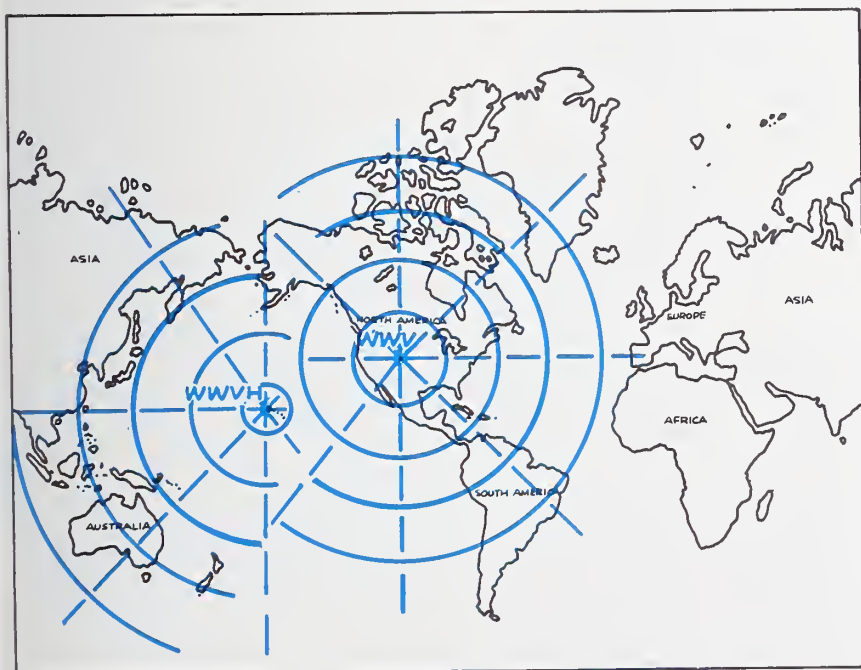 ASIA
NORTH AMERICA
WWV
EUROPE
ASIA
WWVH
AFRICA
SOUTH AMERICA
AUSTRALIA